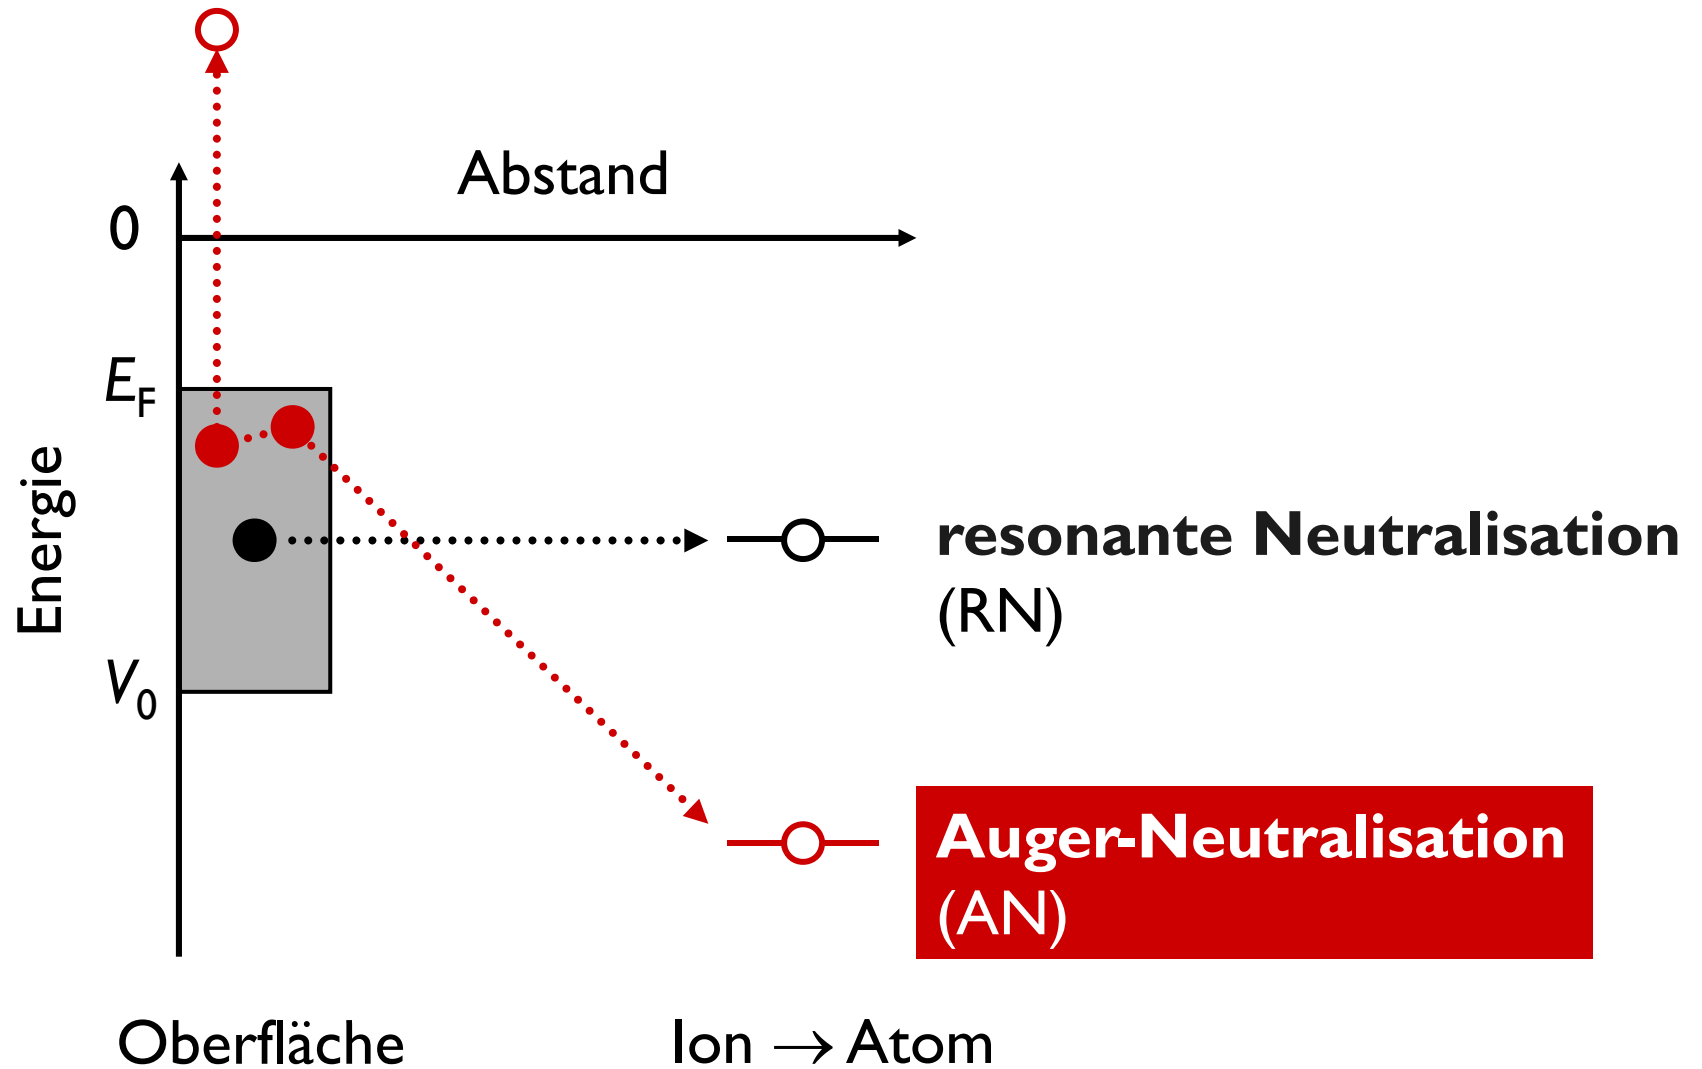 Abstand
0
E_F
Energie
V_0
resonante Neutralisation
(RN)
Auger-Neutralisation
(AN)
Oberfläche
Ion → Atom